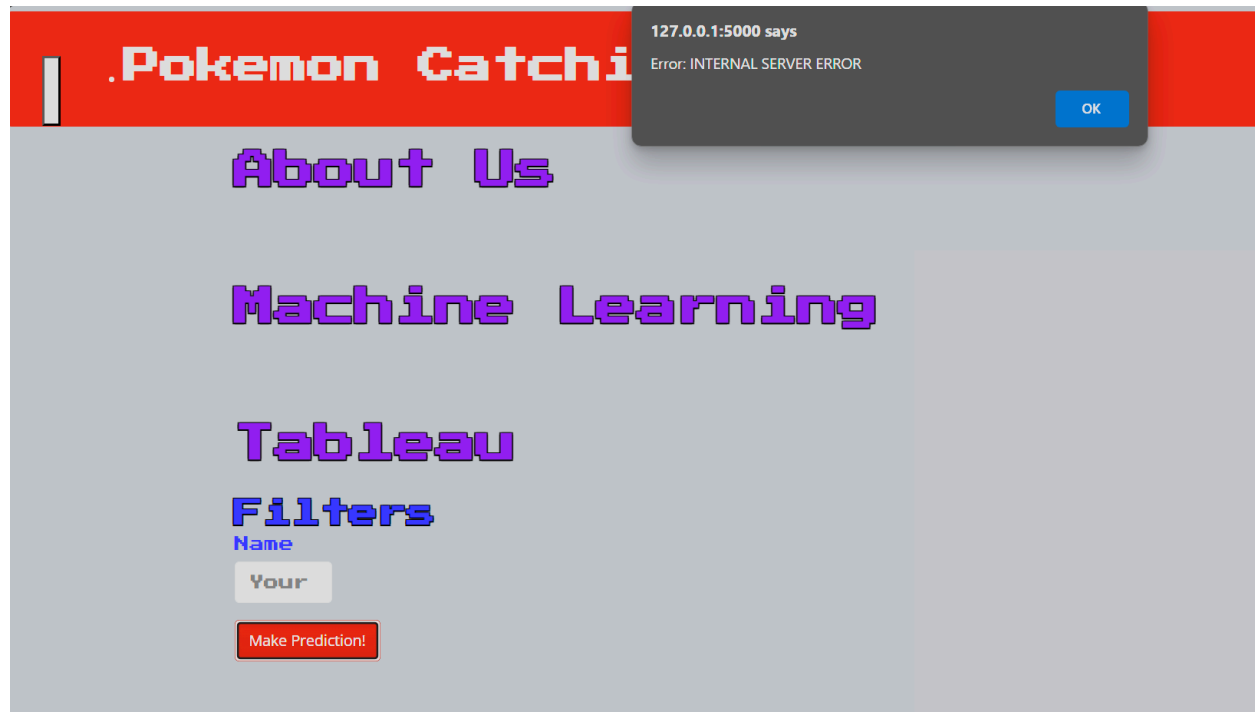 127.0.0.1:5000 says
Error: INTERNAL SERVER ERROR
OK
.Pokemon Catchi
About Us
Machine Learning
Tableau
Filters
Name
Your
Make Prediction!